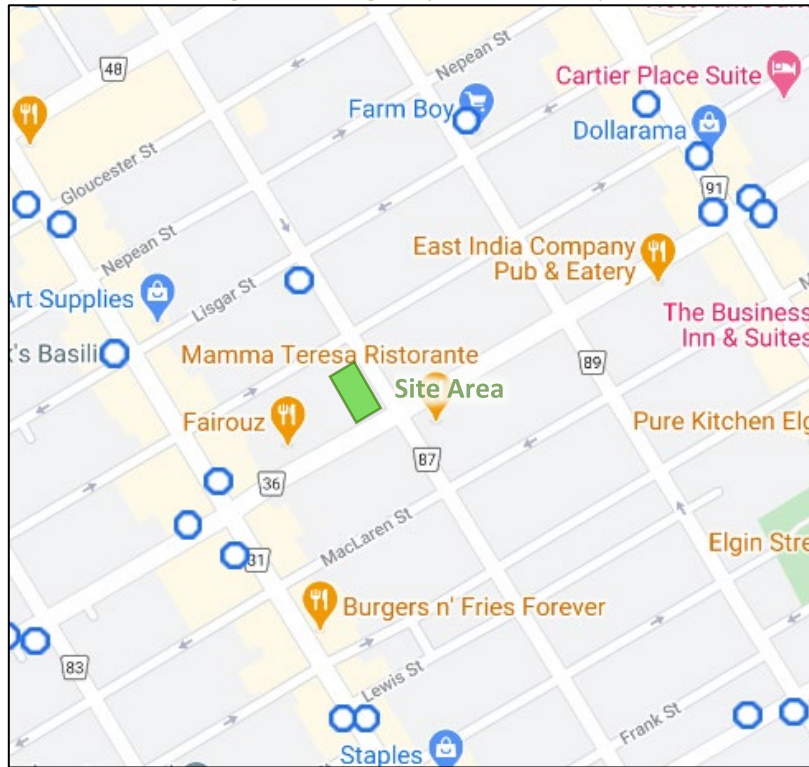 48
Nepean St
Cartier Place Suite
Farm Boy
Dollarama
Gloucester St
91
Nepean St
East India Company
Pub & Eatery
Art Supplies
Lisgar St
The Business
Inn & Suites
k's Basili
Mamma Teresa Ristorante
89
Site Area
Fairouz
Pure Kitchen Elg
87
36
MacLaren St
Elgin Stre
31
Burgers n' Fries Forever
83
Lewis St
Frank St
Staples